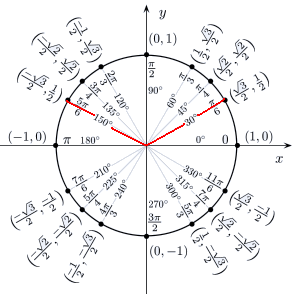 y
(0, 1)
(-1/2, √3/2)
(1/2, √3/2)
(-√2/2, √2/2)
(√2/2, √2/2)
(-√3/2, 1/2)
(√3/2, 1/2)
2π/3
π/2
π/3
3π/4
π/4
5π/6
π/6
120°
90°
60°
135°
45°
150°
30°
(-1, 0)
π
180°
0°
0
(1, 0)
x
210°
330°
7π/6
11π/6
225°
315°
5π/4
7π/4
240°
300°
4π/3
270°
5π/3
3π/2
(-√3/2, -1/2)
(√3/2, -1/2)
(-√2/2, -√2/2)
(√2/2, -√2/2)
(-1/2, -√3/2)
(0, -1)
(1/2, -√3/2)